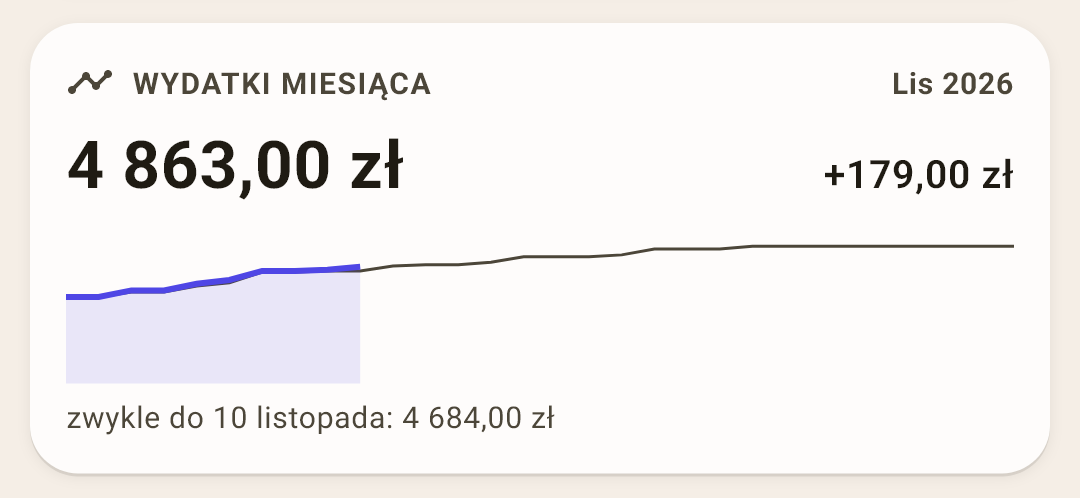 WYDATKI MIESIĄCA
Lis 2026
4 863,00 zł
+179,00 zł
zwykle do 10 listopada: 4 684,00 zł